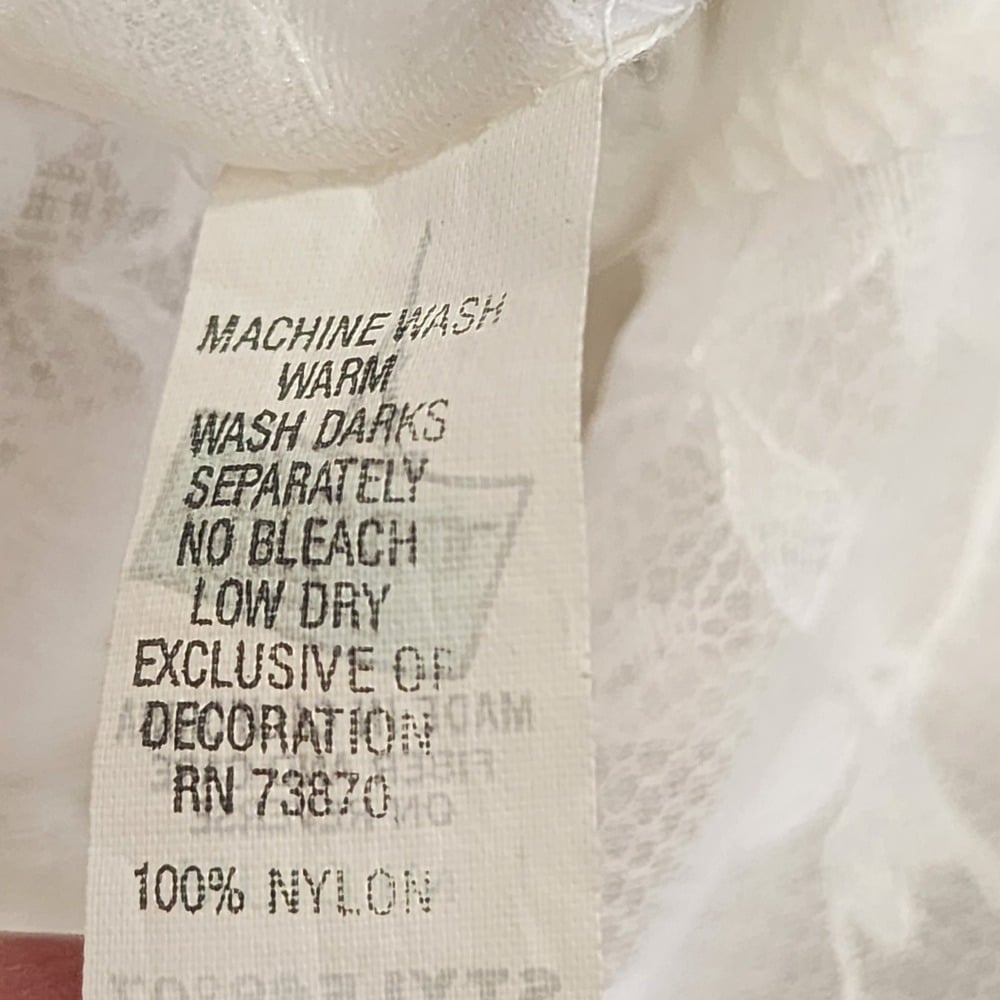 MACHINE WASH
WARM
WASH DARKS
SEPARATELY
NO BLEACH
LOW DRY
EXCLUSIVE OF
DECORATION
RN 73870
100% NYLON